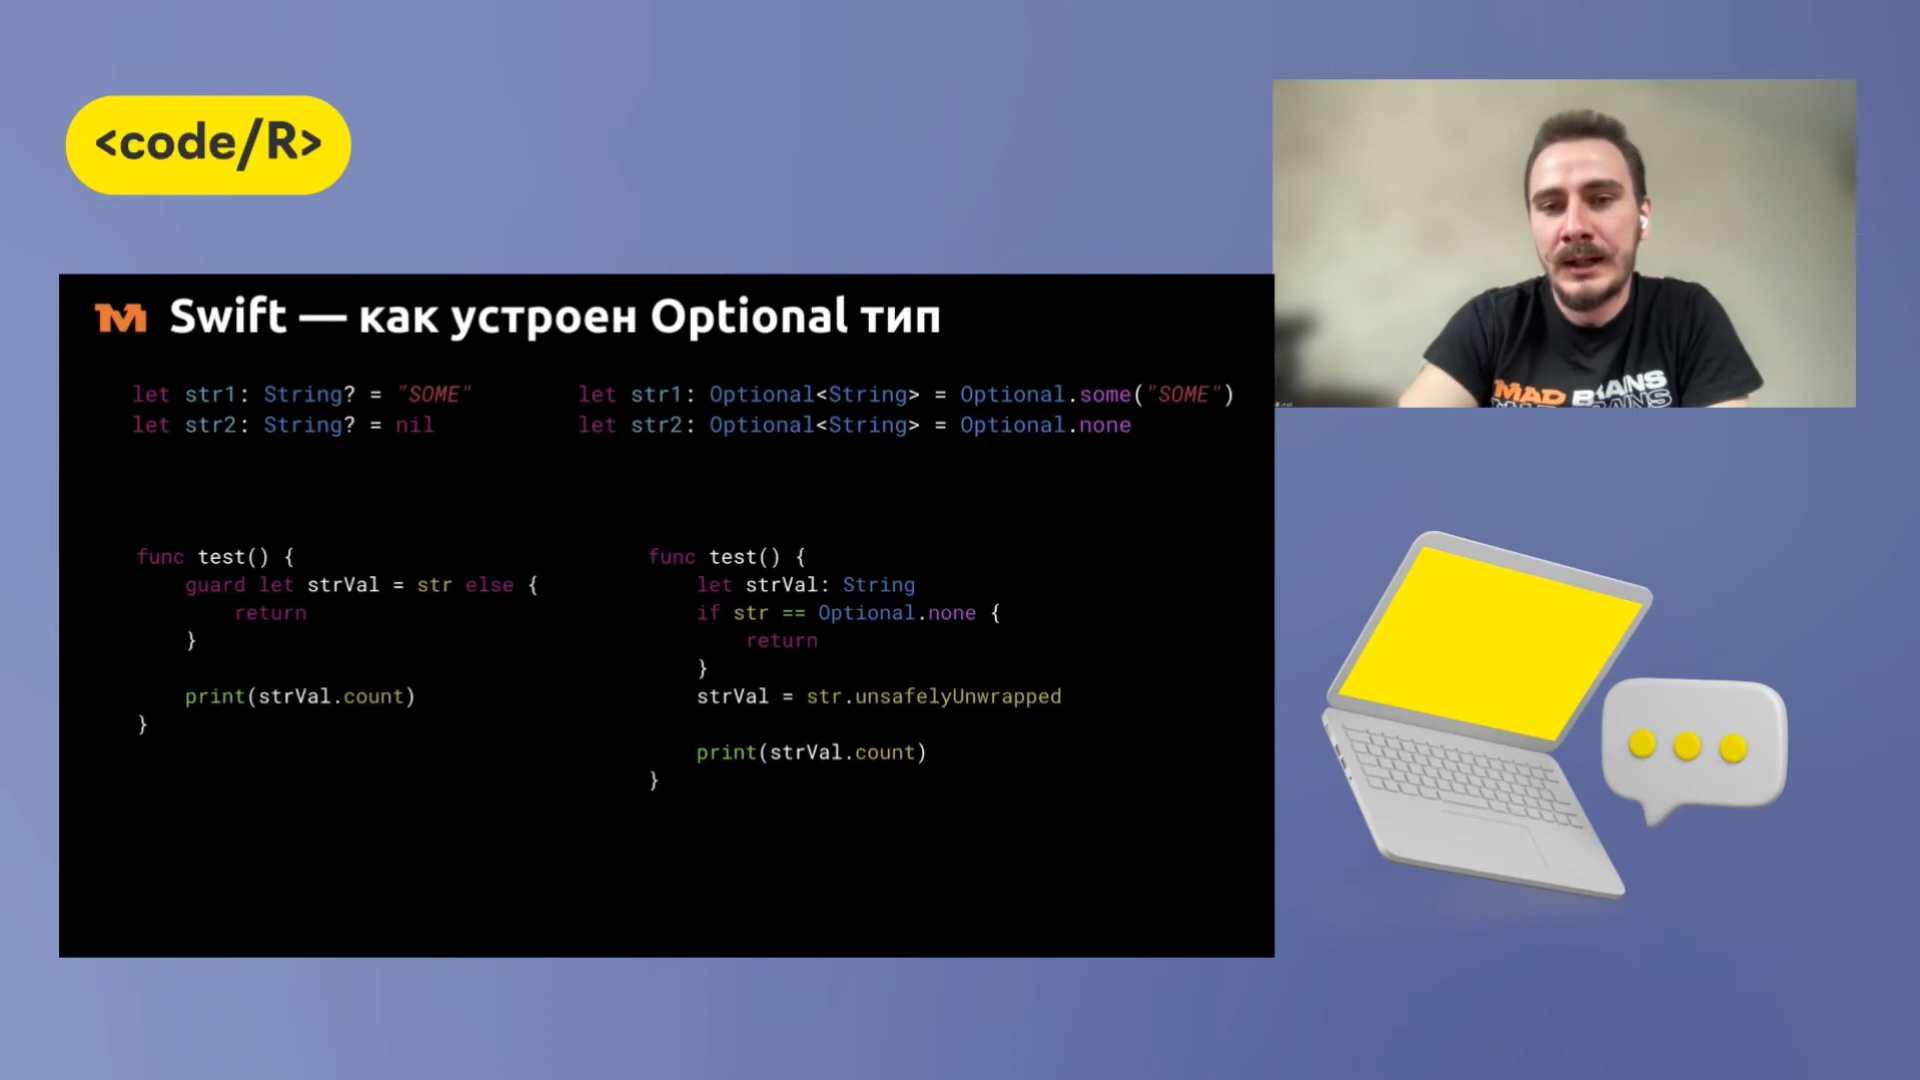 <code/R>
Swift — как устроен Optional тип
let str1: String? = "SOME"
let str2: String? = nil
let str1: Optional<String> = Optional.some("SOME")
let str2: Optional<String> = Optional.none
func test() {
guard let strVal = str else {
return
}
print(strVal.count)
}
func test() {
let strVal: String
if str == Optional.none {
return
}
strVal = str.unsafelyUnwrapped
print(strVal.count)
}
MAD BRAINS